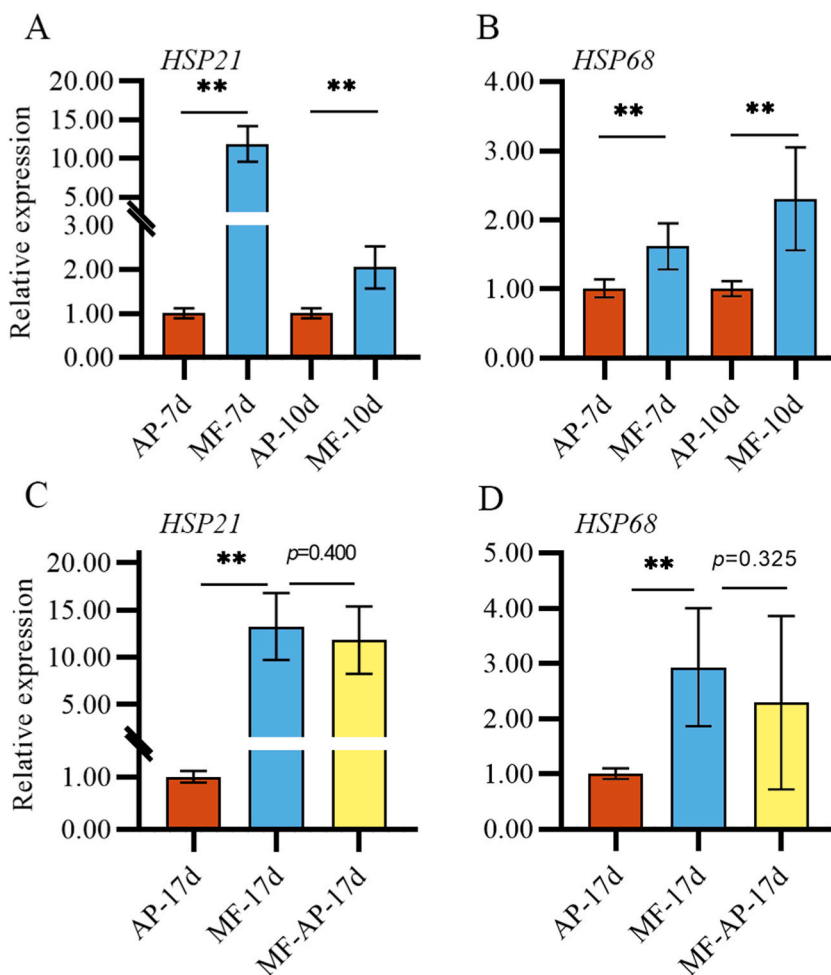 A
HSP21
Relative expression
20.00
15.00
10.00
5.00
3.00
2.00
1.00
0.00
**
**
AP-7d
MF-7d
AP-10d
MF-10d
B
HSP68
4.00
3.00
2.00
1.00
0.00
**
**
AP-7d
MF-7d
AP-10d
MF-10d
C
HSP21
Relative expression
20.00
15.00
10.00
5.00
1.00
0.00
**
p=0.400
AP-17d
MF-17d
MF-AP-17d
D
HSP68
5.00
4.00
3.00
2.00
1.00
0.00
**
p=0.325
AP-17d
MF-17d
MF-AP-17d